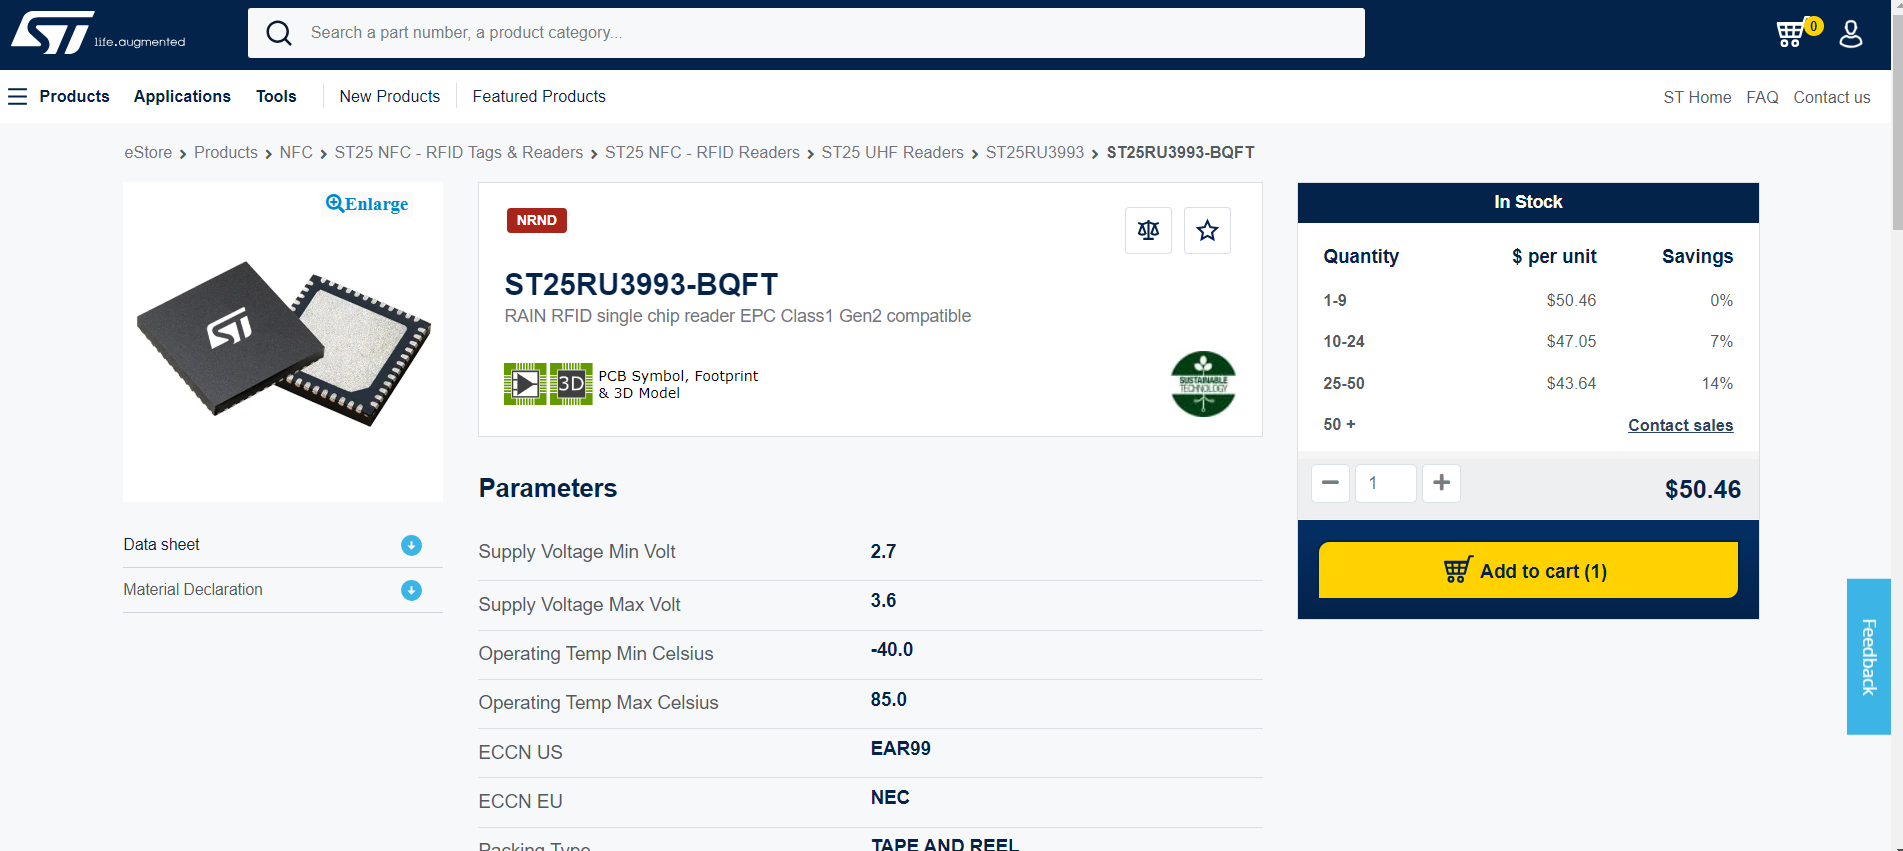 ST life.augmented
Search a part number, a product category...
0
Products Applications Tools New Products Featured Products
ST Home FAQ Contact us
eStore > Products > NFC > ST25 NFC - RFID Tags & Readers > ST25 NFC - RFID Readers > ST25 UHF Readers > ST25RU3993 > ST25RU3993-BQFT
Enlarge
ST
Data sheet
Material Declaration
NRND
ST25RU3993-BQFT
RAIN RFID single chip reader EPC Class1 Gen2 compatible
3D
PCB Symbol, Footprint
& 3D Model
SUSTAINABLE
TECHNOLOGY
Parameters
Supply Voltage Min Volt 2.7
Supply Voltage Max Volt 3.6
Operating Temp Min Celsius -40.0
Operating Temp Max Celsius 85.0
ECCN US EAR99
ECCN EU NEC
Packing Type TAPE AND REEL
In Stock
Quantity $ per unit Savings
1-9 $50.46 0%
10-24 $47.05 7%
25-50 $43.64 14%
50 + Contact sales
1 $50.46
Add to cart (1)
Feedback